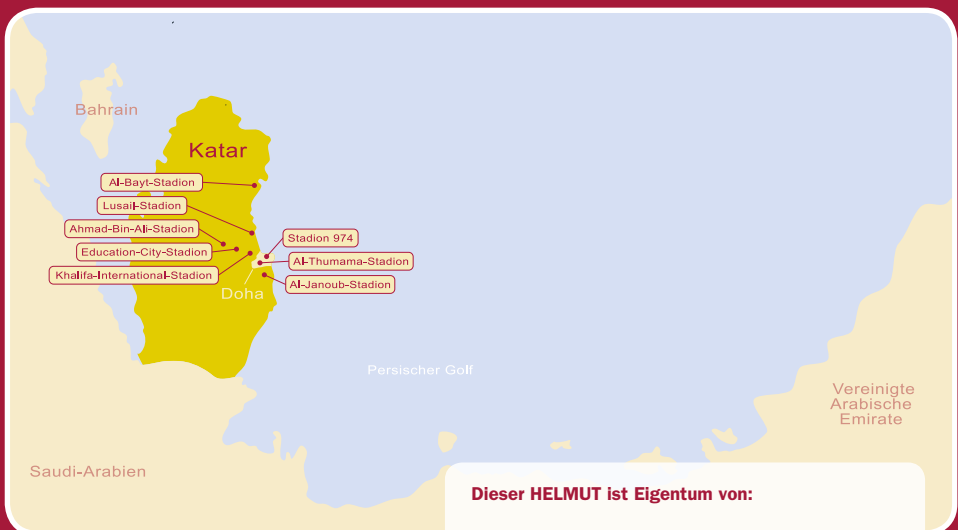 Bahrain
Katar
Al-Bayt-Stadion
Lusail-Stadion
Ahmad-Bin-Ali-Stadion
Education-City-Stadion
Khalifa-International-Stadion
Stadion 974
Al-Thumama-Stadion
Al-Janoub-Stadion
Doha
Persischer Golf
Vereinigte
Arabische
Emirate
Saudi-Arabien
Dieser HELMUT ist Eigentum von: